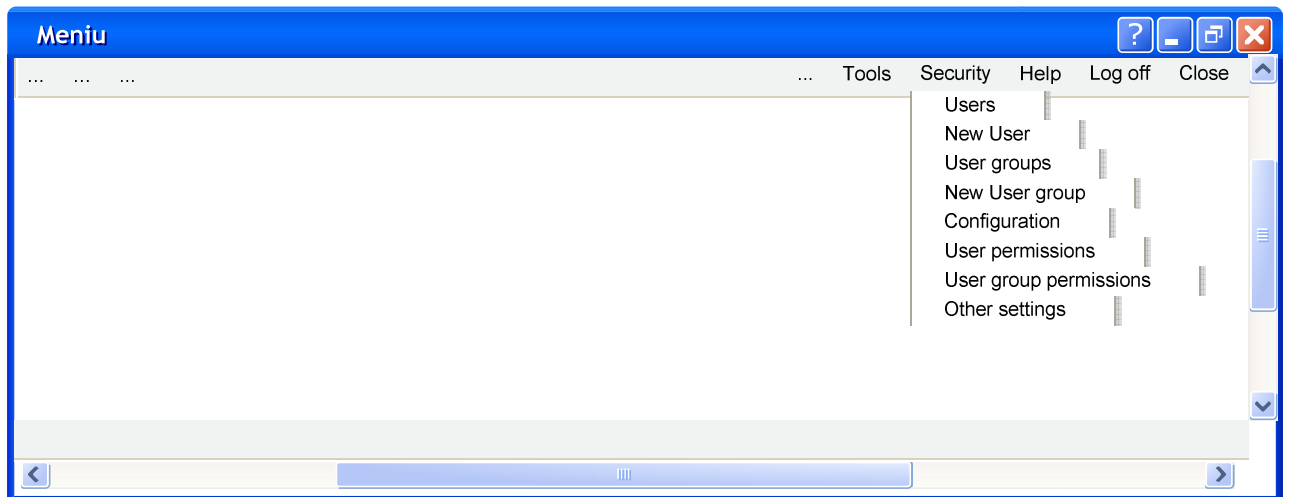 Meniu
... ... ... ... Tools Security Help Log off Close
Users
New User
User groups
New User group
Configuration
User permissions
User group permissions
Other settings